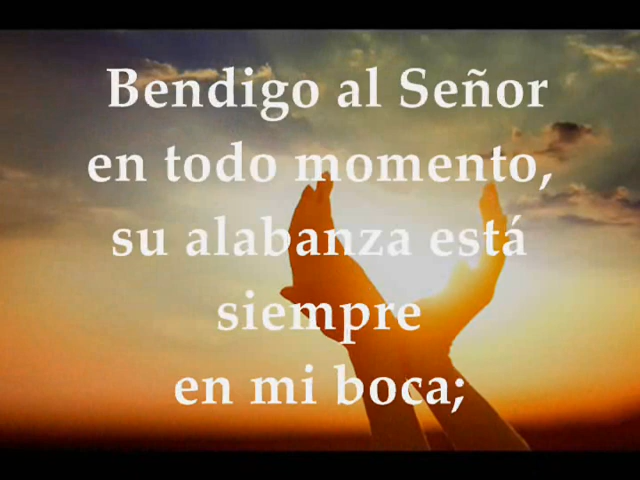 Bendigo al Señor
en todo momento,
su alabanza está
siempre
en mi boca;